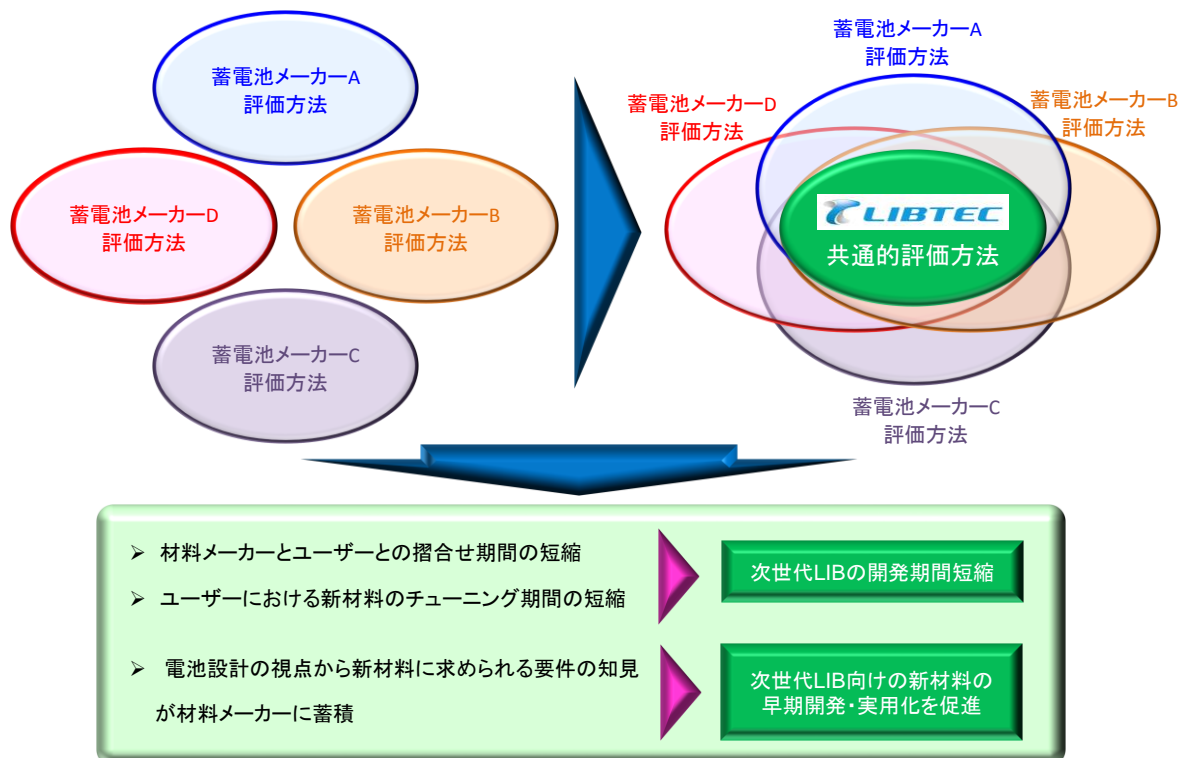 蓄電池メーカーA
評価方法
蓄電池メーカーD
評価方法
蓄電池メーカーB
評価方法
蓄電池メーカーC
評価方法
蓄電池メーカーA
評価方法
蓄電池メーカーD
評価方法
蓄電池メーカーB
評価方法
LIBTEC
共通的評価方法
蓄電池メーカーC
評価方法
➢ 材料メーカーとユーザーとの摺合せ期間の短縮
➢ ユーザーにおける新材料のチューニング期間の短縮
次世代LIBの開発期間短縮
➢ 電池設計の視点から新材料に求められる要件の知見
が材料メーカーに蓄積
次世代LIB向けの新材料の
早期開発・実用化を促進